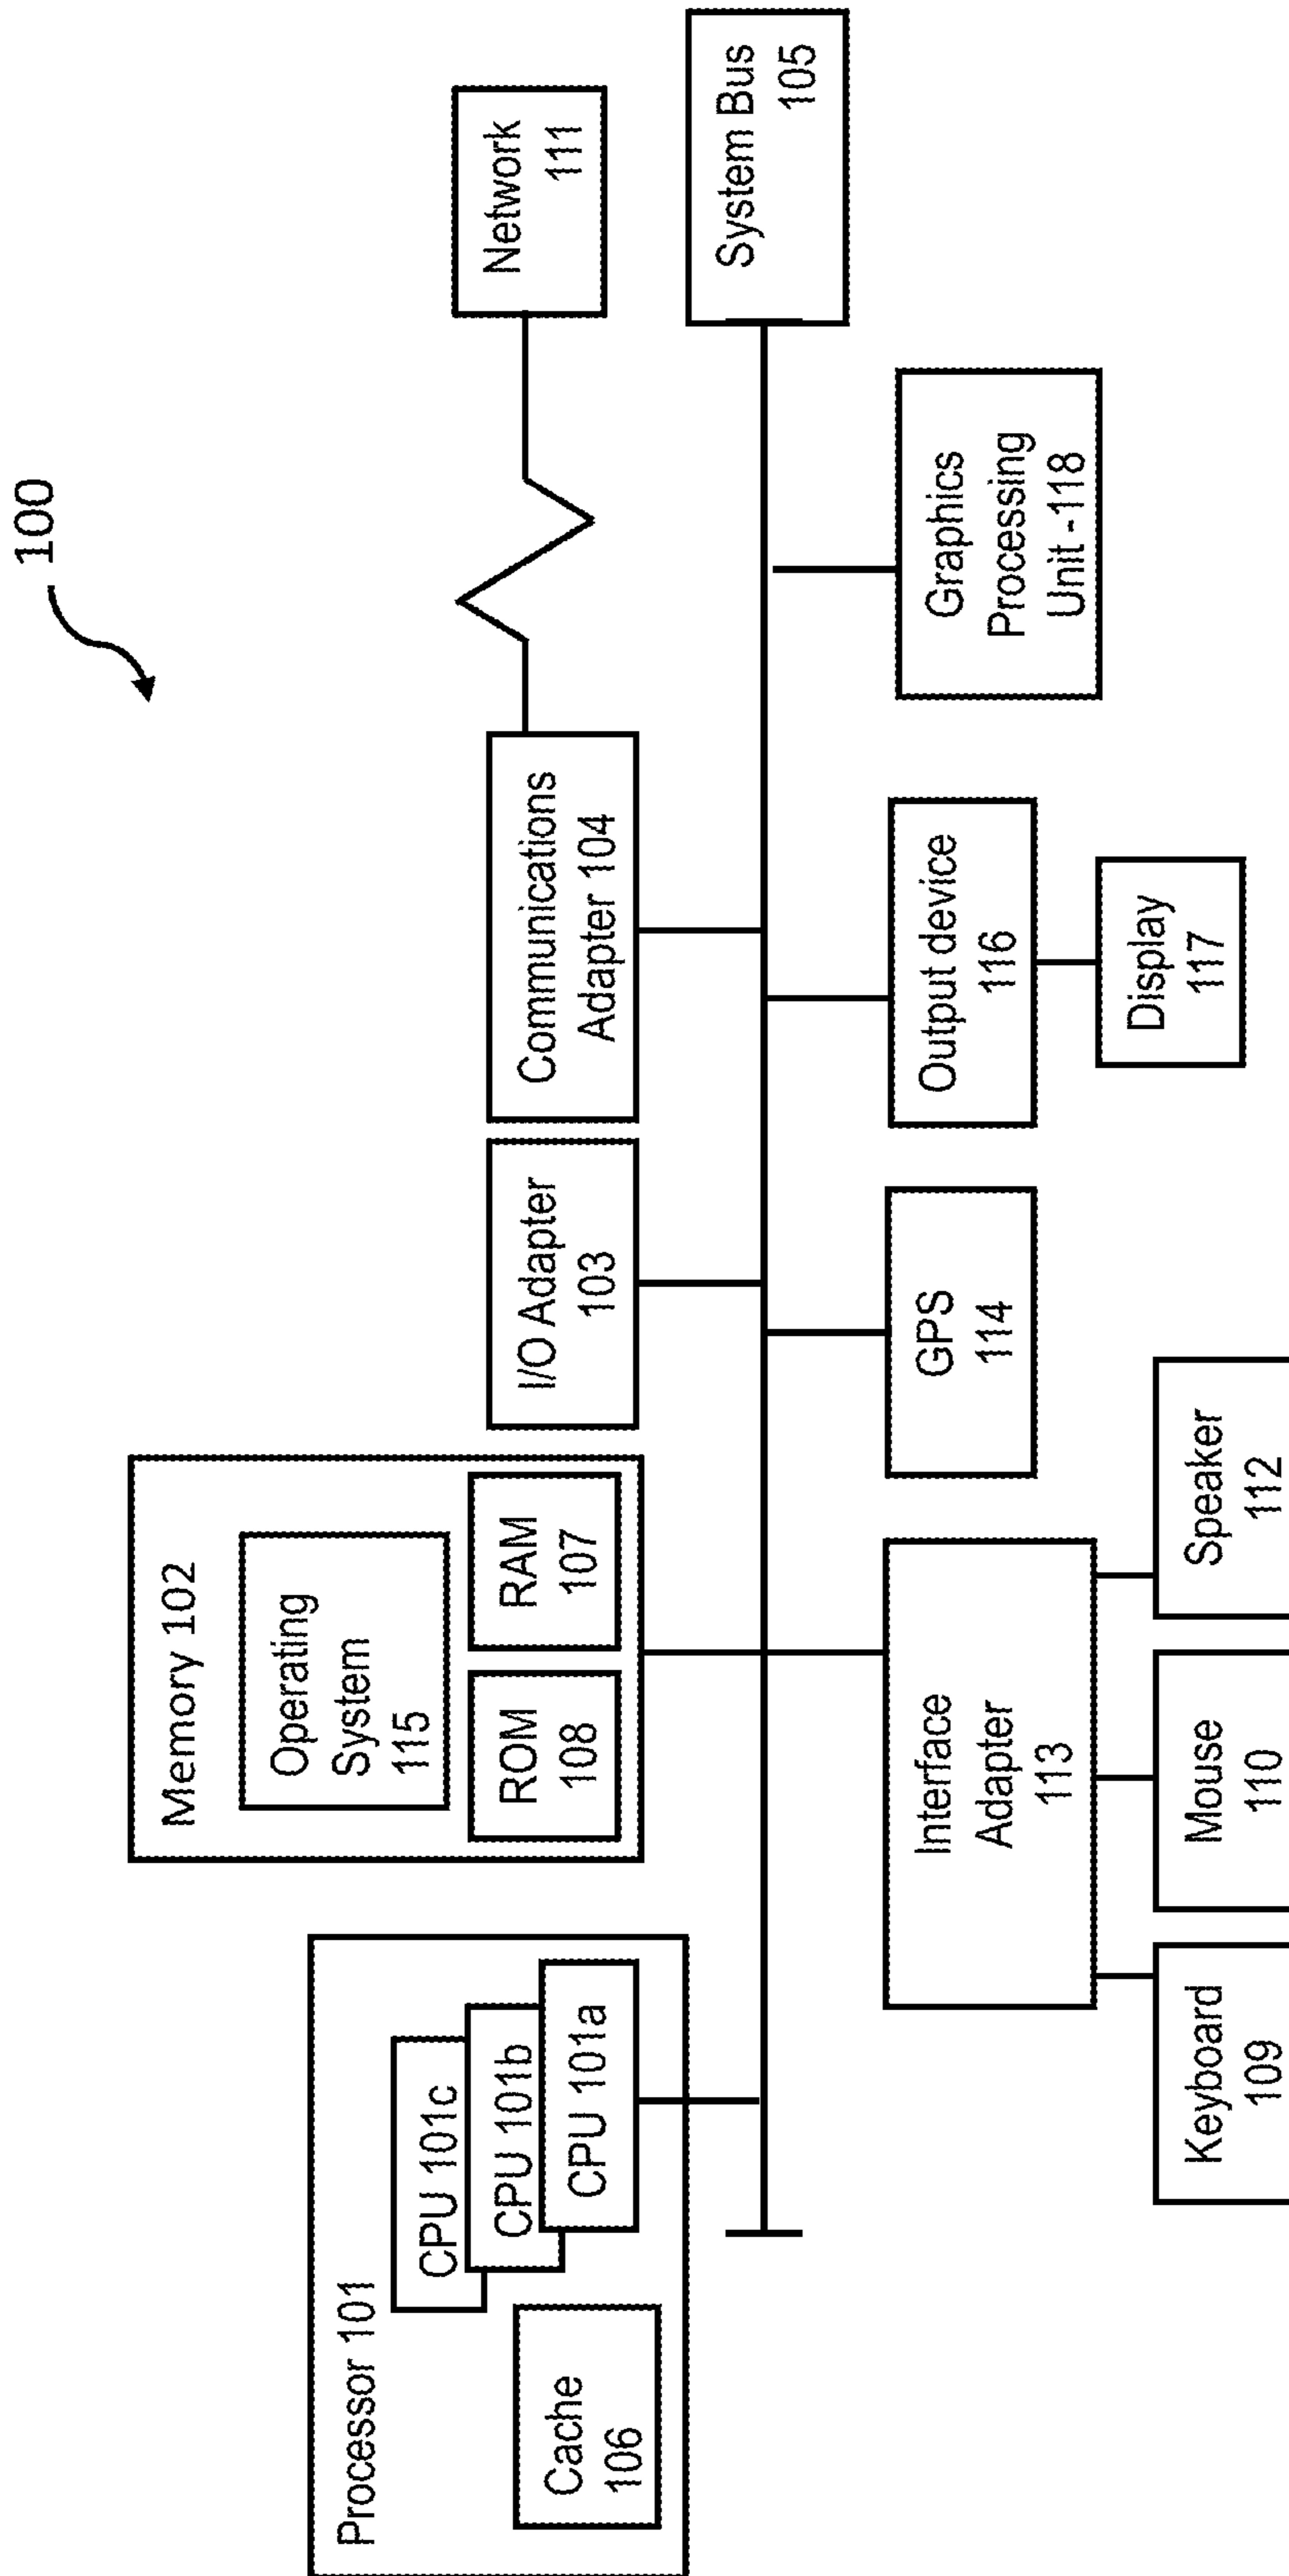 100
Processor 101
CPU 101c
CPU 101b
CPU 101a
Cache
106
Memory 102
Operating
System
115
ROM
108
RAM
107
I/O Adapter
103
Communications
Adapter 104
Network
111
System Bus
105
Interface
Adapter
113
GPS
114
Output device
116
Graphics
Processing
Unit -118
Display
117
Keyboard
109
Mouse
110
Speaker
112